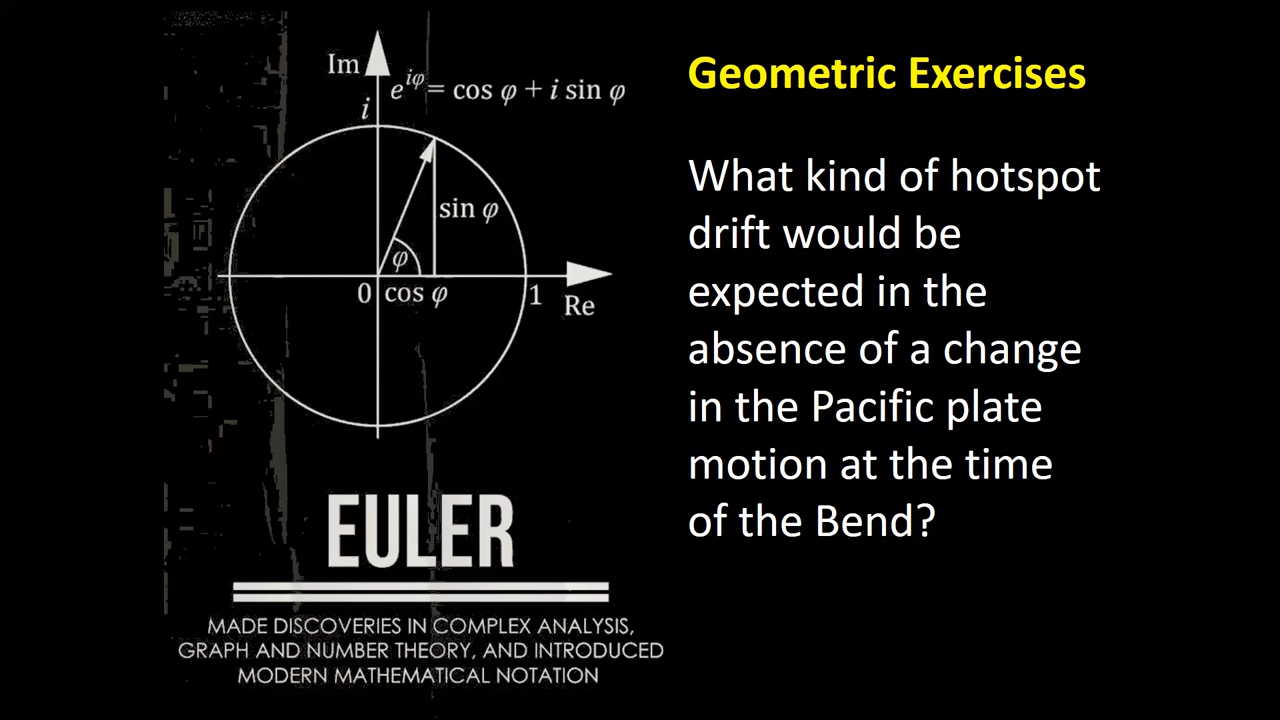 Im
e^{iφ} = cos φ + i sin φ
i
sin φ
φ
0 cos φ
1
Re
EULER
MADE DISCOVERIES IN COMPLEX ANALYSIS,
GRAPH AND NUMBER THEORY, AND INTRODUCED
MODERN MATHEMATICAL NOTATION
Geometric Exercises
What kind of hotspot
drift would be
expected in the
absence of a change
in the Pacific plate
motion at the time
of the Bend?